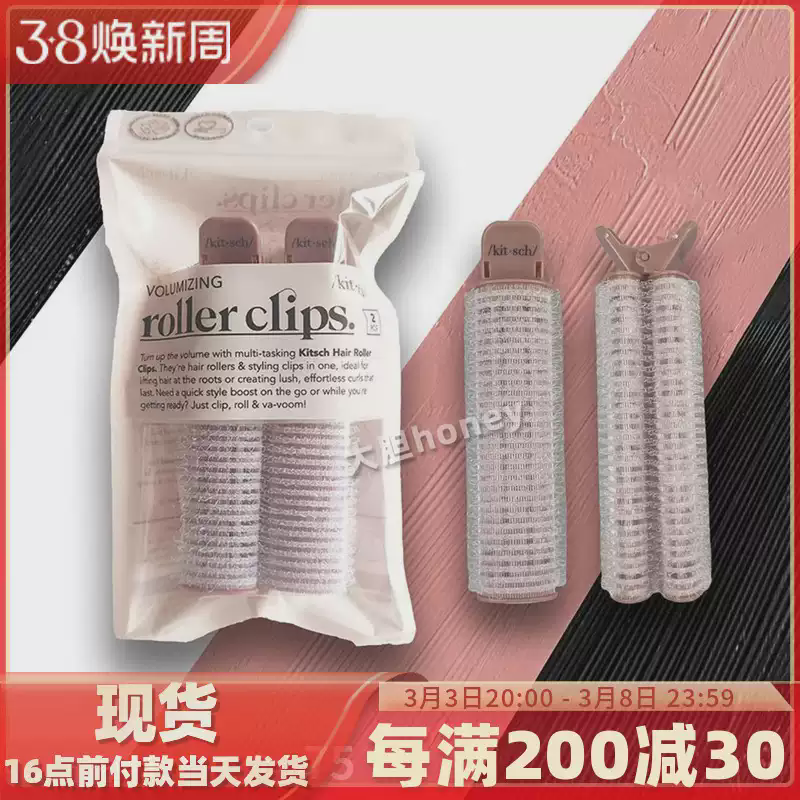 3·8焕新周
/kit·sch/
/kit·sch/
VOLUMIZING
roller clips.
2
PCS
Turn up the volume with multi-tasking Kitsch Hair Roller
Clips. They're hair rollers & styling clips in one, ideal for
lifting hair at the roots or creating lush, effortless curls that
last. Need a quick style boost on the go or while you're
getting ready? Just clip, roll & va-voom!
/kit·sch/
大胆honey
现货
16点前付款当天发货
3月3日20:00 - 3月8日 23:59
每满200减30